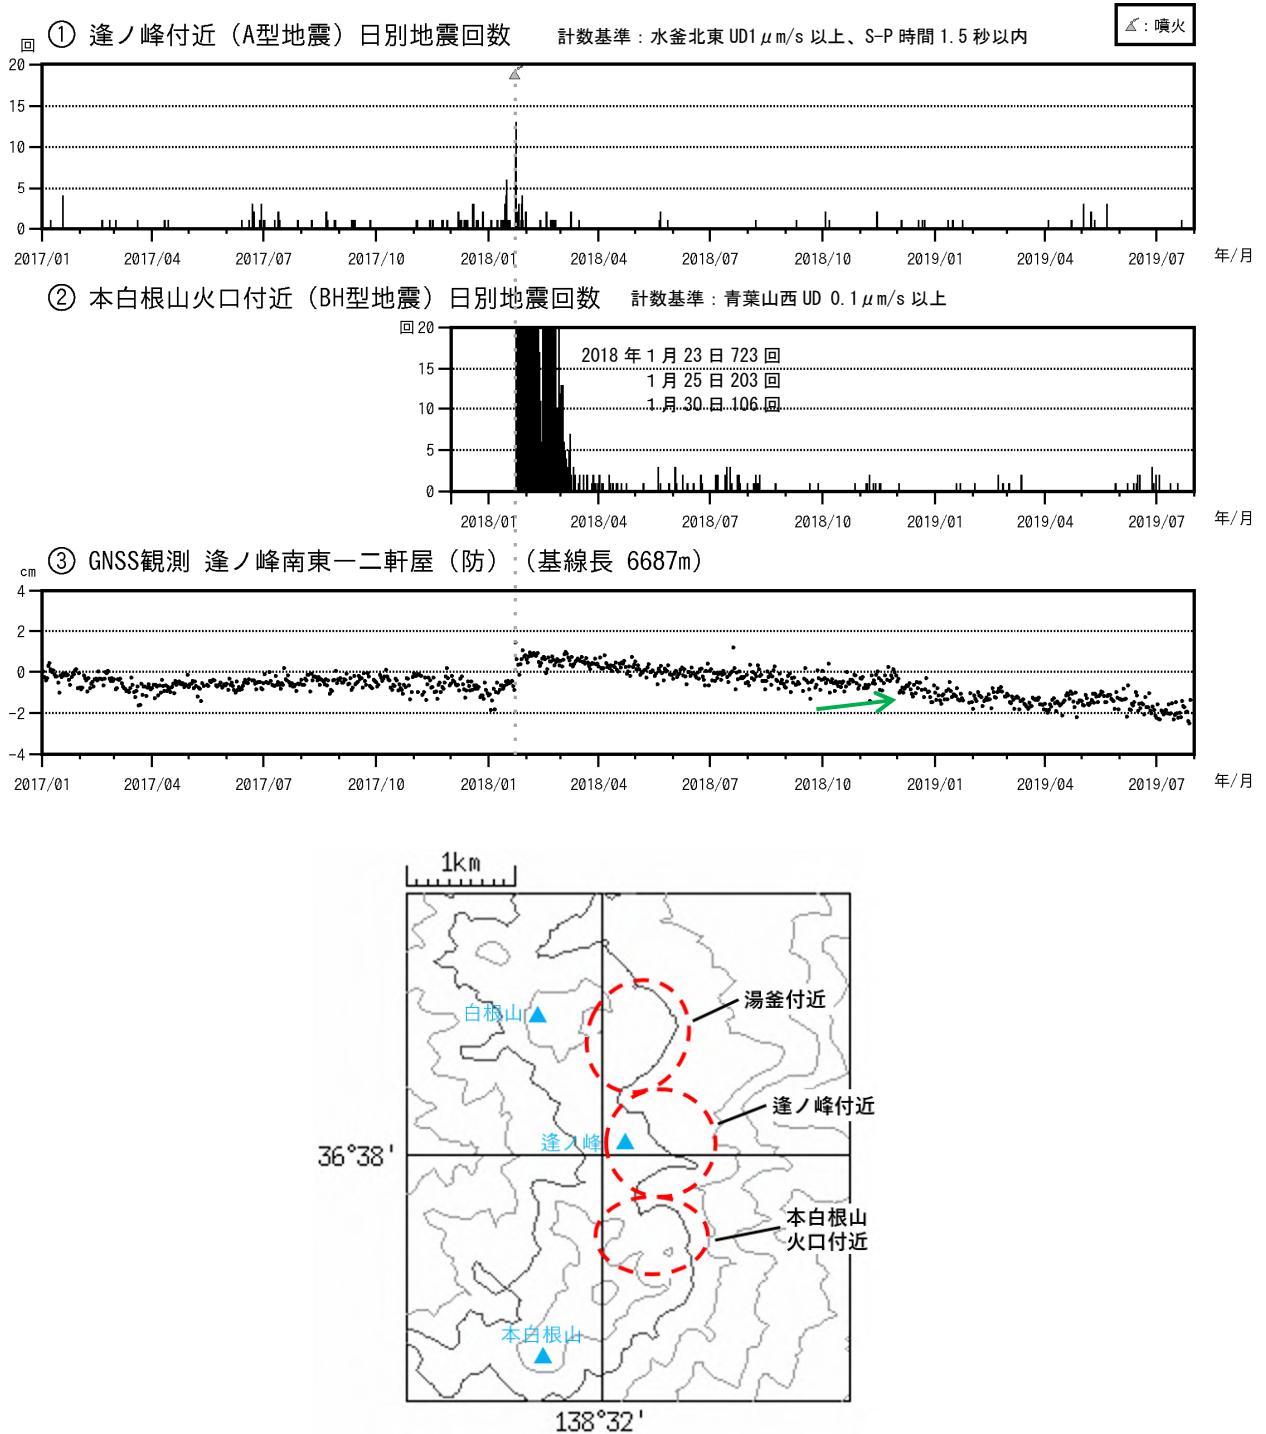 ① 逢ノ峰付近（A型地震）日別地震回数 計数基準：水釜北東 UD1μm/s 以上、S-P 時間 1.5 秒以内
：噴火
回
20
15
10
5
0
2017/01 2017/04 2017/07 2017/10 2018/01 2018/04 2018/07 2018/10 2019/01 2019/04 2019/07 年/月
② 本白根山火口付近（BH型地震）日別地震回数 計数基準：青葉山西 UD 0.1μm/s 以上
回 20
15
10
5
0
2018 年 1 月 23 日 723 回
1 月 25 日 203 回
1 月 30 日 106 回
2018/01 2018/04 2018/07 2018/10 2019/01 2019/04 2019/07 年/月
③ GNSS観測 逢ノ峰南東－二軒屋（防）（基線長 6687m）
cm
4
2
0
-2
-4
2017/01 2017/04 2017/07 2017/10 2018/01 2018/04 2018/07 2018/10 2019/01 2019/04 2019/07 年/月
1km
白根山
湯釜付近
逢ノ峰付近
逢ノ峰
36°38'
本白根山
火口付近
本白根山
138°32'